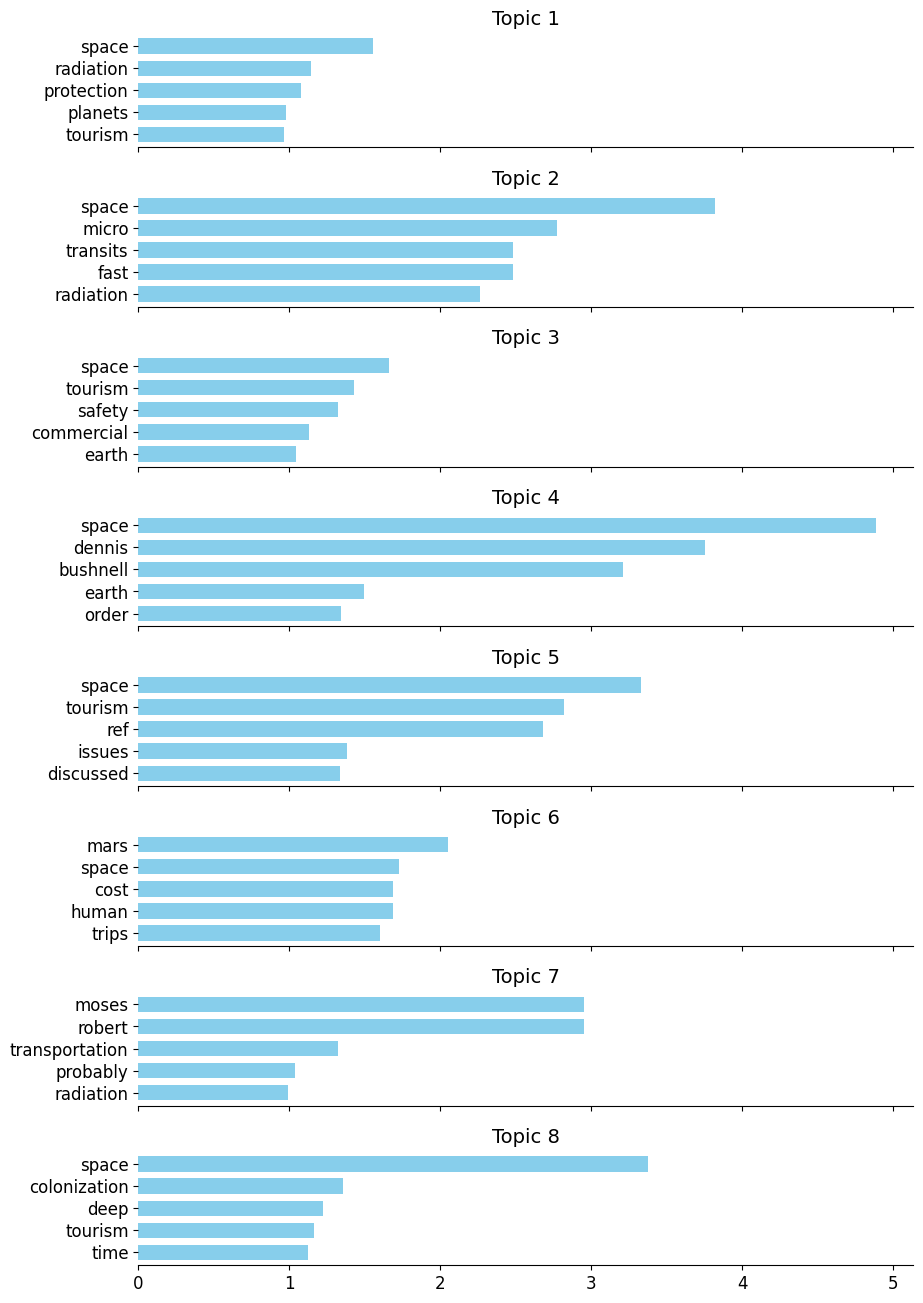 Topic 1
space
radiation
protection
planets
tourism
Topic 2
space
micro
transits
fast
radiation
Topic 3
space
tourism
safety
commercial
earth
Topic 4
space
dennis
bushnell
earth
order
Topic 5
space
tourism
ref
issues
discussed
Topic 6
mars
space
cost
human
trips
Topic 7
moses
robert
transportation
probably
radiation
Topic 8
space
colonization
deep
tourism
time
0 1 2 3 4 5